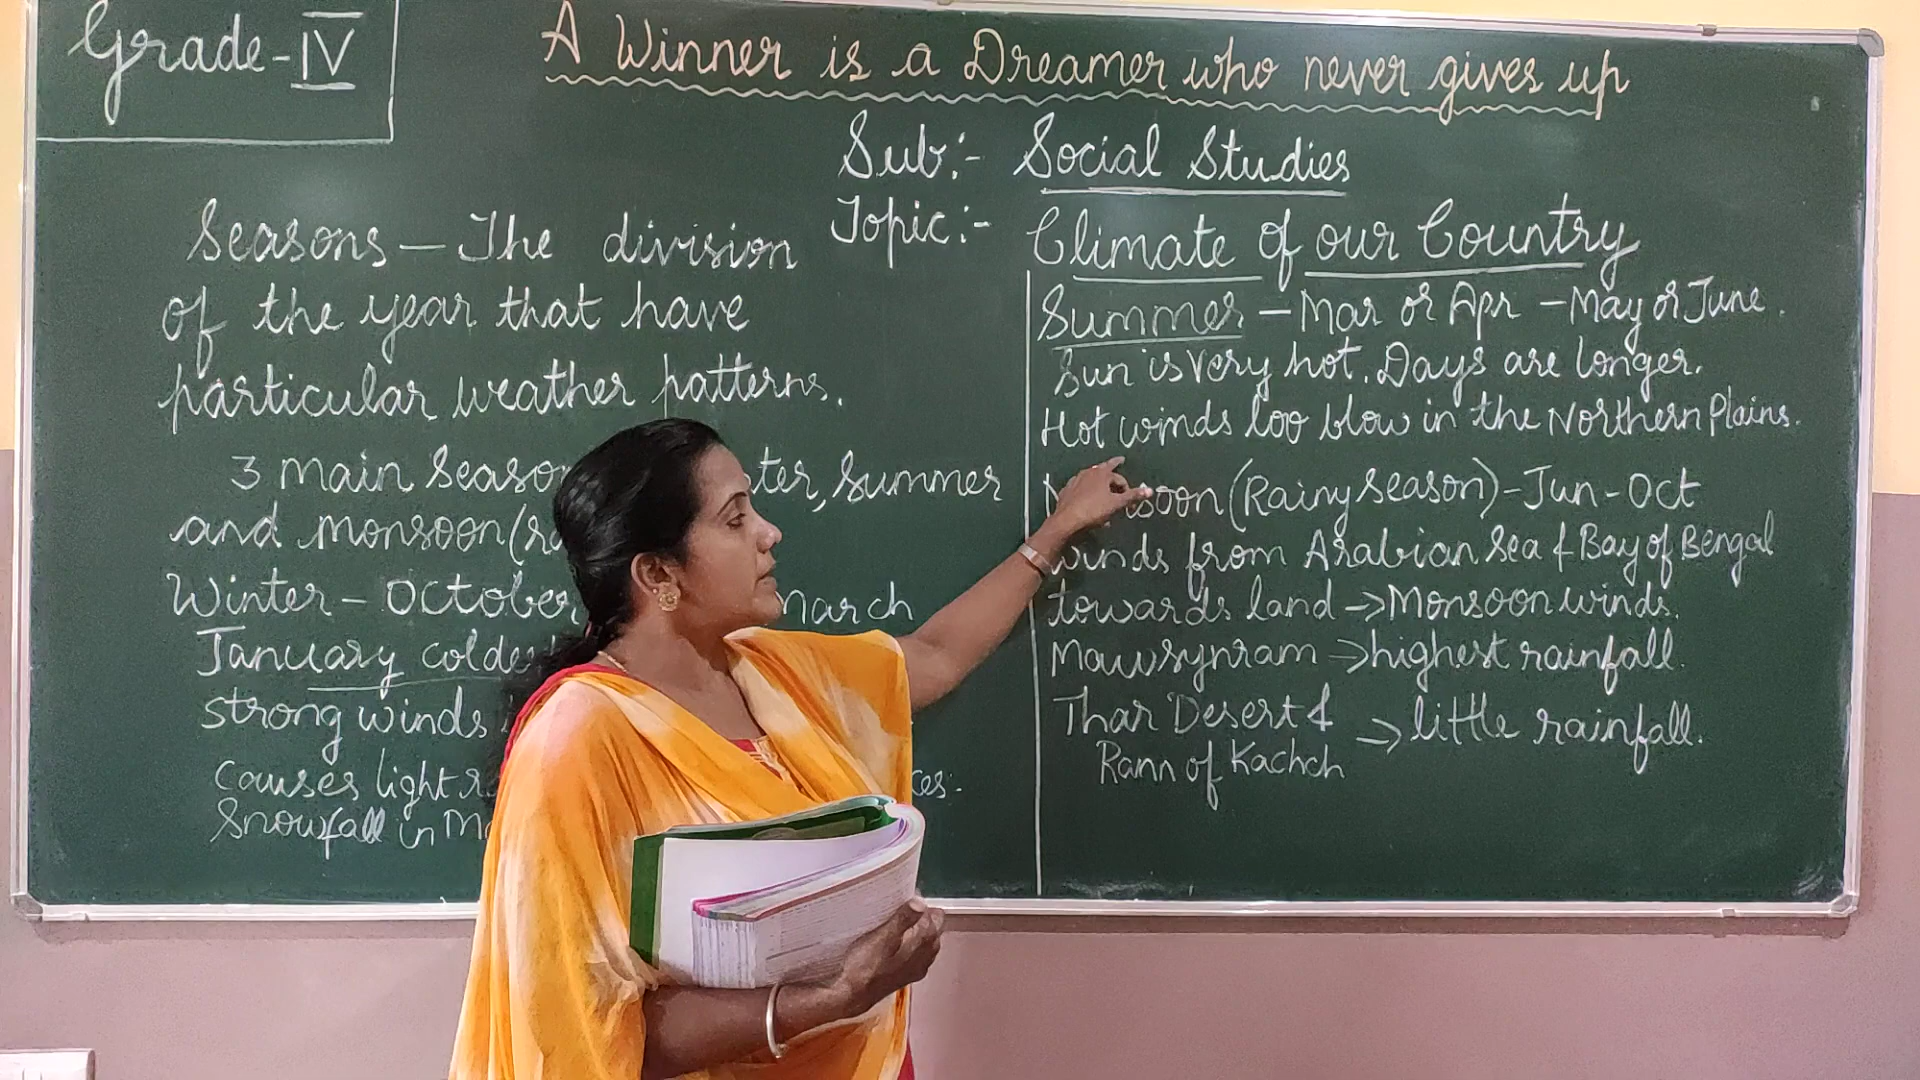 Grade-IV
A Winner is a Dreamer who never gives up
Sub:- Social Studies
Topic:- Climate of our Country
Seasons — The division
of the year that have
particular weather patterns.
3 main Seaso ter, Summer
and monsoon(ra
Winter - October March
January colde
strong winds
Causes light r ces.
Snowfall in M
Summer - Mar or Apr - May or June.
Sun is very hot. Days are longer.
Hot winds loo blow in the Northern Plains.
soon (Rainy season) - Jun - Oct
winds from Arabian Sea & Bay of Bengal
towards land -> Monsoon winds.
Mawsynram -> highest rainfall.
Thar Desert & -> little rainfall.
Rann of Kachch